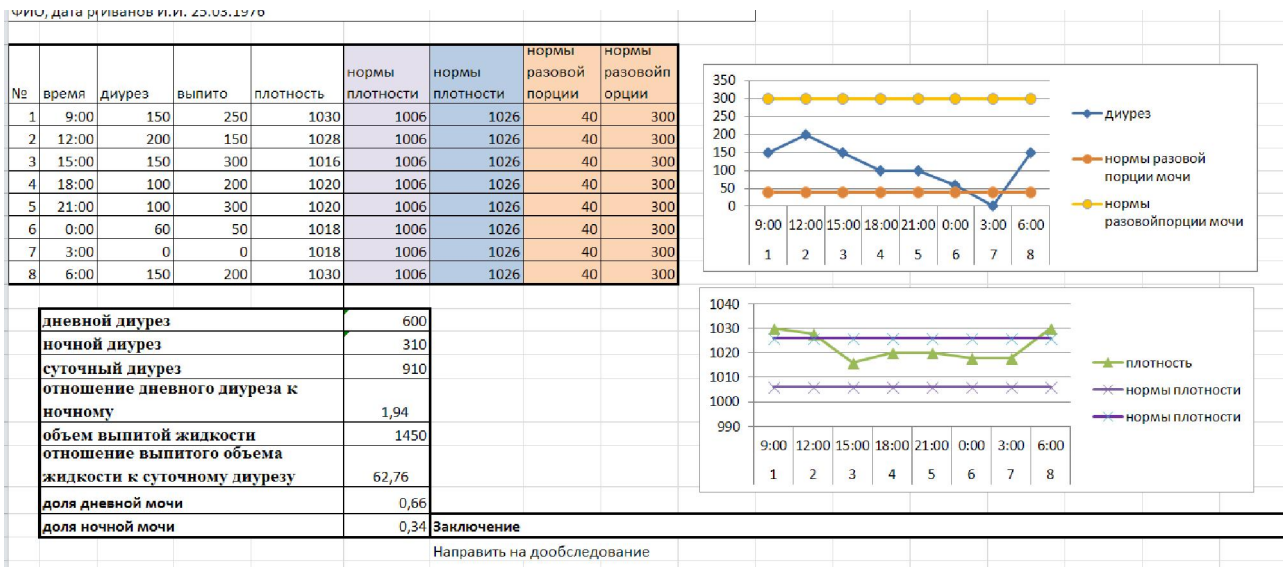 ФИО, дата р Иванов И.И. 25.03.1976
№ время диурез выпито плотность нормы плотности нормы плотности нормы разовой порции нормы разовойп орции
1 9:00 150 250 1030 1006 1026 40 300
2 12:00 200 150 1028 1006 1026 40 300
3 15:00 150 300 1016 1006 1026 40 300
4 18:00 100 200 1020 1006 1026 40 300
5 21:00 100 300 1020 1006 1026 40 300
6 0:00 60 50 1018 1006 1026 40 300
7 3:00 0 0 1018 1006 1026 40 300
8 6:00 150 200 1030 1006 1026 40 300
350
300
250
200
150
100
50
0
9:00 12:00 15:00 18:00 21:00 0:00 3:00 6:00
1 2 3 4 5 6 7 8
диурез
нормы разовой
порции мочи
нормы
разовойпорции мочи
дневной диурез 600
ночной диурез 310
суточный диурез 910
отношение дневного диуреза к
ночному 1,94
объем выпитой жидкости 1450
отношение выпитого объема
жидкости к суточному диурезу 62,76
доля дневной мочи 0,66
доля ночной мочи 0,34 Заключение
Направить на дообследование
1040
1030
1020
1010
1000
990
9:00 12:00 15:00 18:00 21:00 0:00 3:00 6:00
1 2 3 4 5 6 7 8
плотность
нормы плотности
нормы плотности